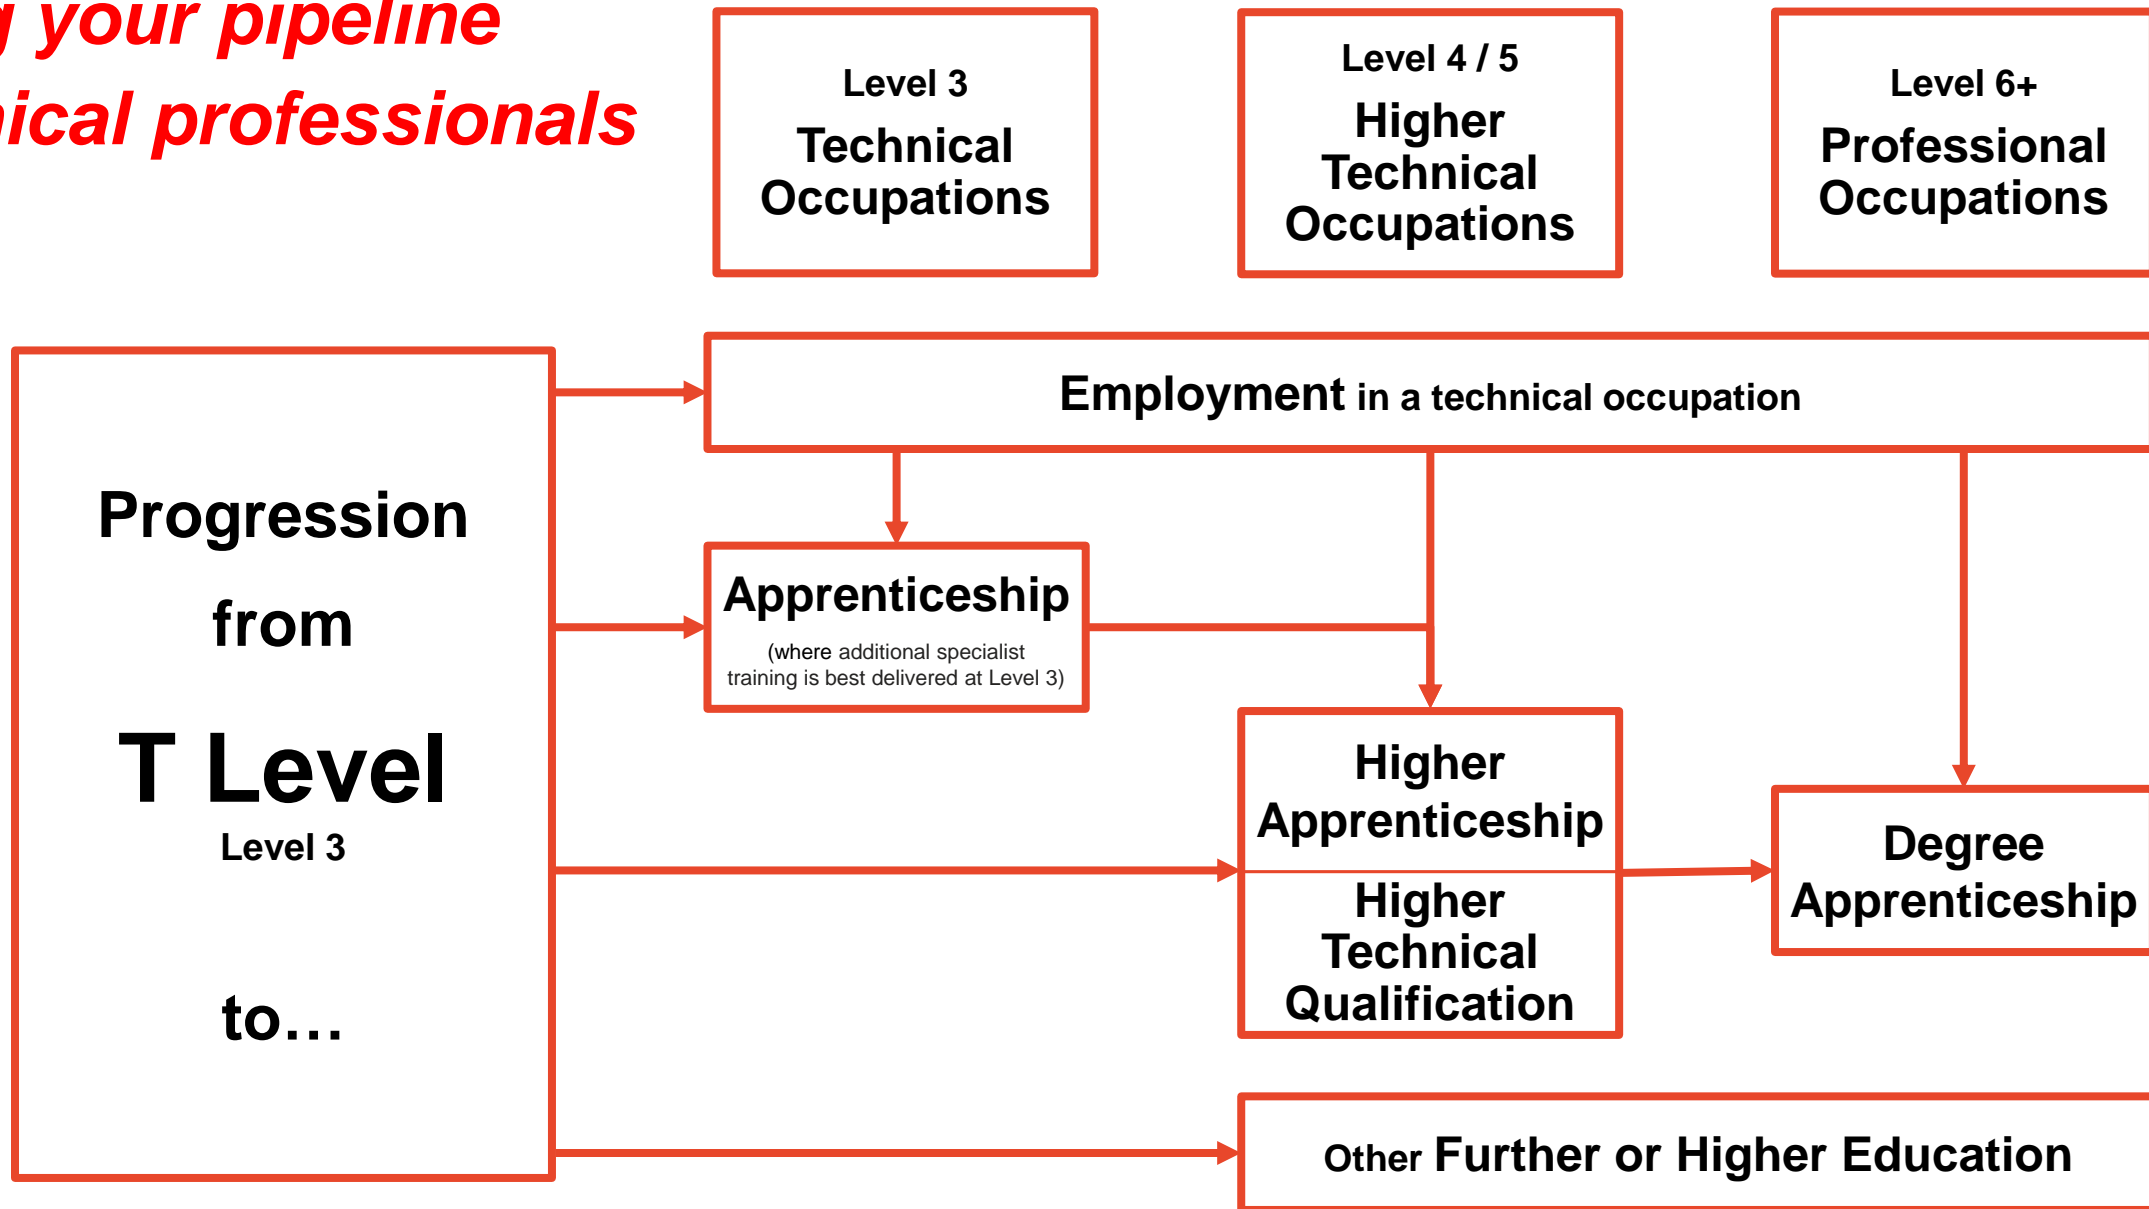 your pipeline
professionals
Level 3
Technical
Occupations
Level 4 / 5
Higher
Technical
Occupations
Level 6+
Professional
Occupations
Progression
from
T Level
Level 3
to…
Employment in a technical occupation
Apprenticeship
(where additional specialist
training is best delivered at Level 3)
Higher
Apprenticeship
Higher
Technical
Qualification
Degree
Apprenticeship
Other Further or Higher Education